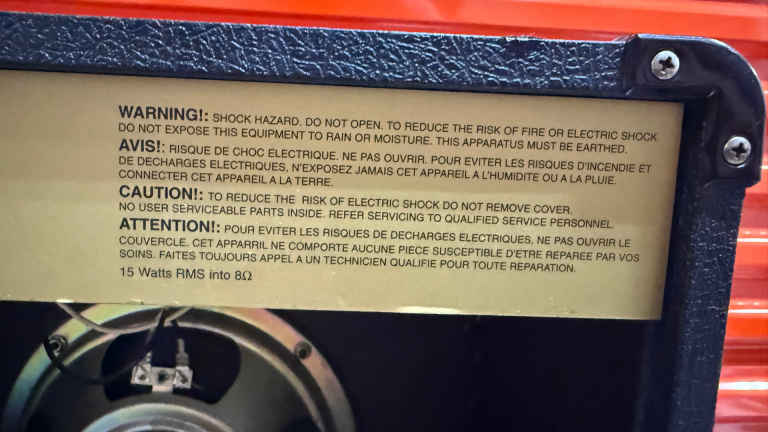 WARNING!: SHOCK HAZARD. DO NOT OPEN. TO REDUCE THE RISK OF FIRE OR ELECTRIC SHOCK
DO NOT EXPOSE THIS EQUIPMENT TO RAIN OR MOISTURE. THIS APPARATUS MUST BE EARTHED.
AVIS!: RISQUE DE CHOC ELECTRIQUE. NE PAS OUVRIR. POUR EVITER LES RISQUES D'INCENDIE ET
DE DECHARGES ELECTRIQUES, N'EXPOSEZ JAMAIS CET APPAREIL A L'HUMIDITE OU A LA PLUIE.
CONNECTER CET APPAREIL A LA TERRE.
CAUTION!: TO REDUCE THE RISK OF ELECTRIC SHOCK DO NOT REMOVE COVER.
NO USER SERVICEABLE PARTS INSIDE. REFER SERVICING TO QUALIFIED SERVICE PERSONNEL.
ATTENTION!: POUR EVITER LES RISQUES DE DECHARGES ELECTRIQUES, NE PAS OUVRIR LE
COUVERCLE. CET APPARRIL NE COMPORTE AUCUNE PIECE SUSCEPTIBLE D'ETRE REPAREE PAR VOS
SOINS. FAITES TOUJOURS APPEL A UN TECHNICIEN QUALIFIE POUR TOUTE REPARATION.
15 Watts RMS into 8Ω